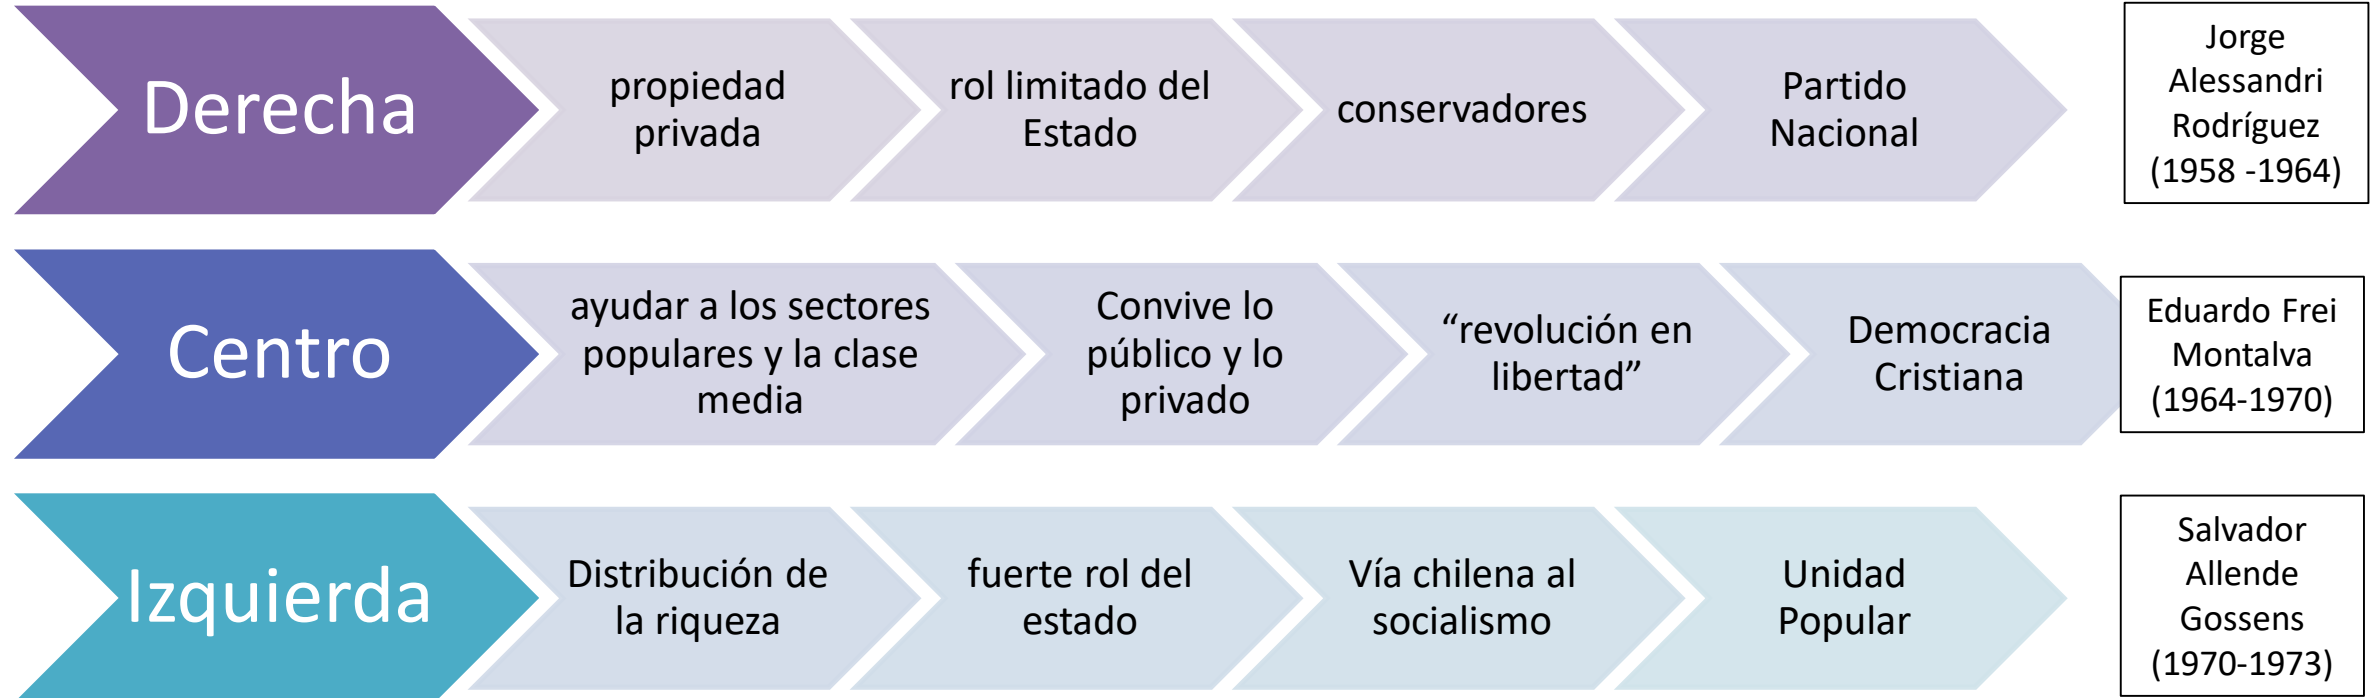 Derecha
propiedad
privada
rol limitado del
Estado
conservadores
Partido
Nacional
Jorge
Alessandri
Rodríguez
(1958 -1964)
Centro
ayudar a los sectores
populares y la clase
media
Convive lo
público y lo
privado
“revolución en
libertad”
Democracia
Cristiana
Eduardo Frei
Montalva
(1964-1970)
Izquierda
Distribución de
la riqueza
fuerte rol del
estado
Vía chilena al
socialismo
Unidad
Popular
Salvador
Allende
Gossens
(1970-1973)